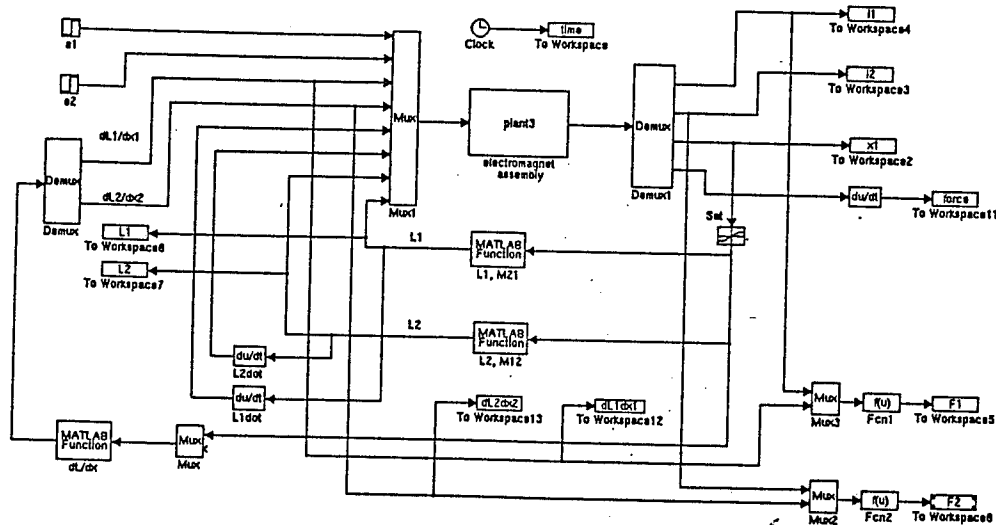 e1
e2
dL1/dx1
dL2/dx2
Demux
Demux
L1
To Workspace6
L2
To Workspace7
Mux
Mux1
Clock
time
To Workspace
plant3
electromagnet
assembly
Demux
Demux1
i1
To Workspace4
i2
To Workspace3
x1
To Workspace2
du/dt
force
To Workspace11
Sat
L1
MATLAB
Function
L1, M21
L2
MATLAB
Function
L2, M12
du/dt
L2dot
du/dt
L1dot
dL2dx2
To Workspace13
dL1dx1
To Workspace12
MATLAB
Function
dL/dx
Mux
Mux
Mux
Mux3
f(u)
Fcn1
F1
To Workspace5
Mux
Mux2
f(u)
Fcn2
F2
To Workspace8